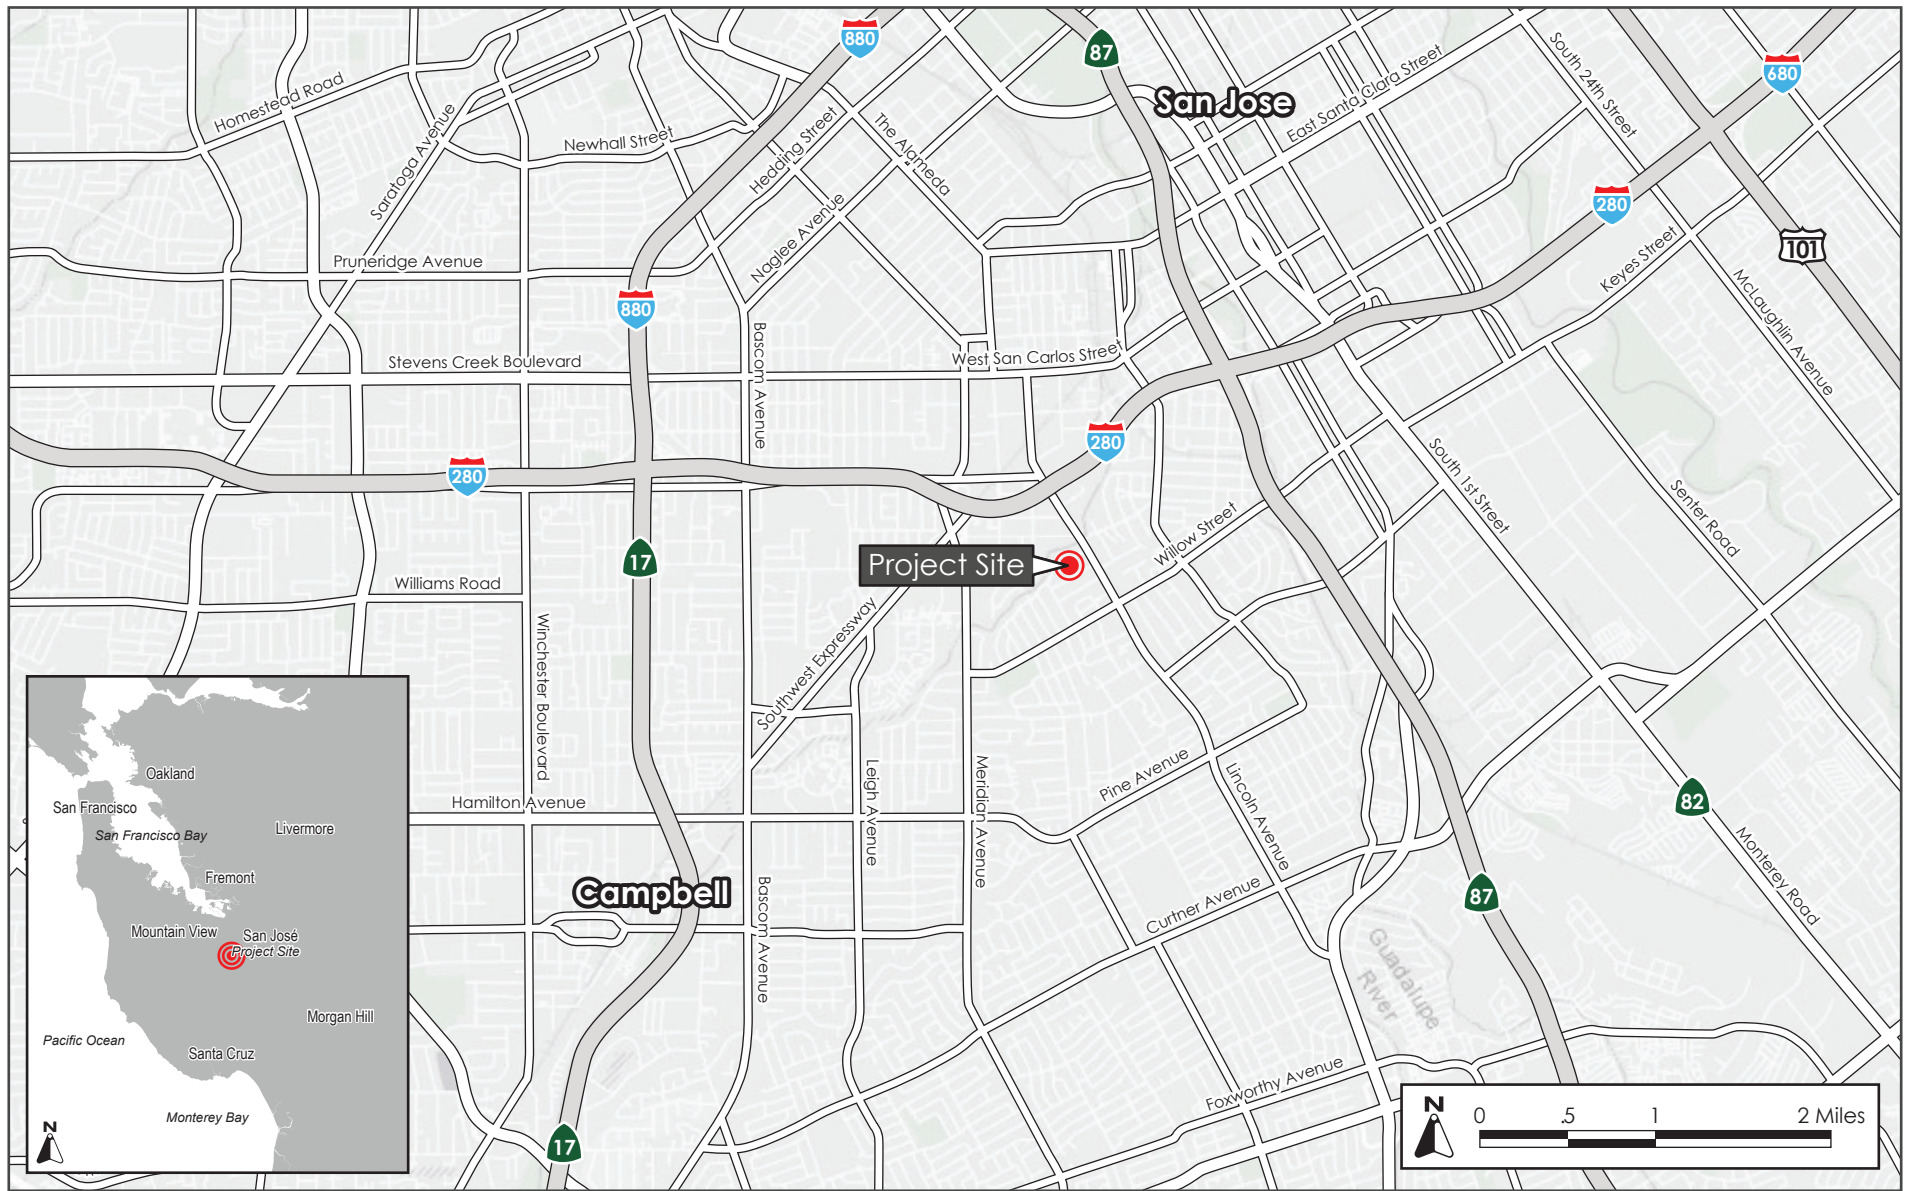 880
87
680
San Jose
South 24th Street
East Santa Clara Street
Homestead Road
Saratoga Avenue
Newhall Street
Hedding Street
The Alameda
280
101
Keyes Street
McLaughlin Avenue
Naglee Avenue
Pruneridge Avenue
880
Stevens Creek Boulevard
Bascom Avenue
West San Carlos Street
280
280
South 1st Street
Senter Road
Willow Street
Project Site
17
Williams Road
Winchester Boulevard
Southwest Expressway
Leigh Avenue
Meridian Avenue
Pine Avenue
Lincoln Avenue
Hamilton Avenue
82
Monterey Road
Campbell
Bascom Avenue
Curtner Avenue
87
Guadalupe
River
Foxworthy Avenue
17
Oakland
San Francisco
San Francisco Bay
Livermore
Fremont
Mountain View
San José
Project Site
Morgan Hill
Pacific Ocean
Santa Cruz
Monterey Bay
N
N
0 .5 1 2 Miles